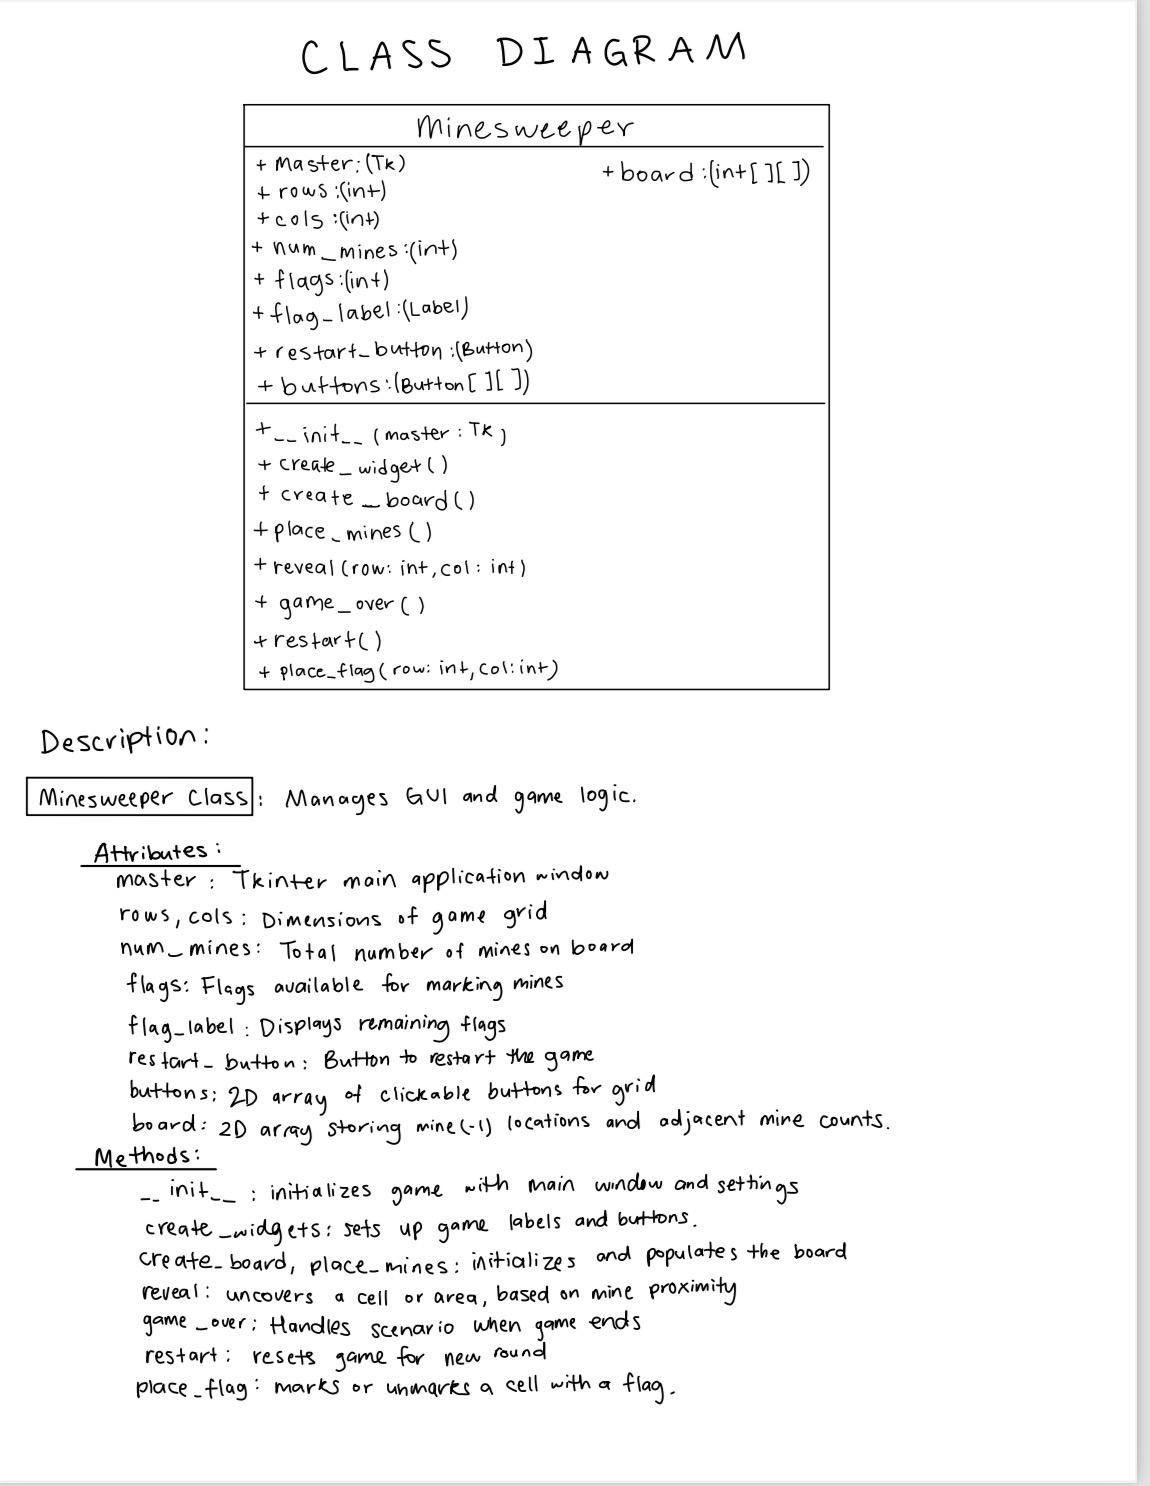 CLASS DIAGRAM
Minesweeper
+ Master:(Tk)
+ rows:(int)
+ cols:(int)
+ num_mines:(int)
+ flags:(int)
+ flag_label:(Label)
+ restart_button:(Button)
+ buttons:(Button[][])
+ board:(int[][])
+ __init__(master: Tk)
+ create_widget()
+ create_board()
+ place_mines()
+ reveal(row: int, col: int)
+ game_over()
+ restart()
+ place_flag(row: int, col: int)
Description:
Minesweeper Class: Manages GUI and game logic.
Attributes:
master: Tkinter main application window
rows, cols: Dimensions of game grid
num_mines: Total number of mines on board
flags: Flags available for marking mines
flag_label: Displays remaining flags
restart_button: Button to restart the game
buttons: 2D array of clickable buttons for grid
board: 2D array storing mine(-1) locations and adjacent mine counts.
Methods:
__init__: initializes game with main window and settings
create_widgets: sets up game labels and buttons.
create_board, place_mines: initializes and populates the board
reveal: uncovers a cell or area, based on mine proximity
game_over: Handles scenario when game ends
restart: resets game for new round
place_flag: marks or unmarks a cell with a flag.